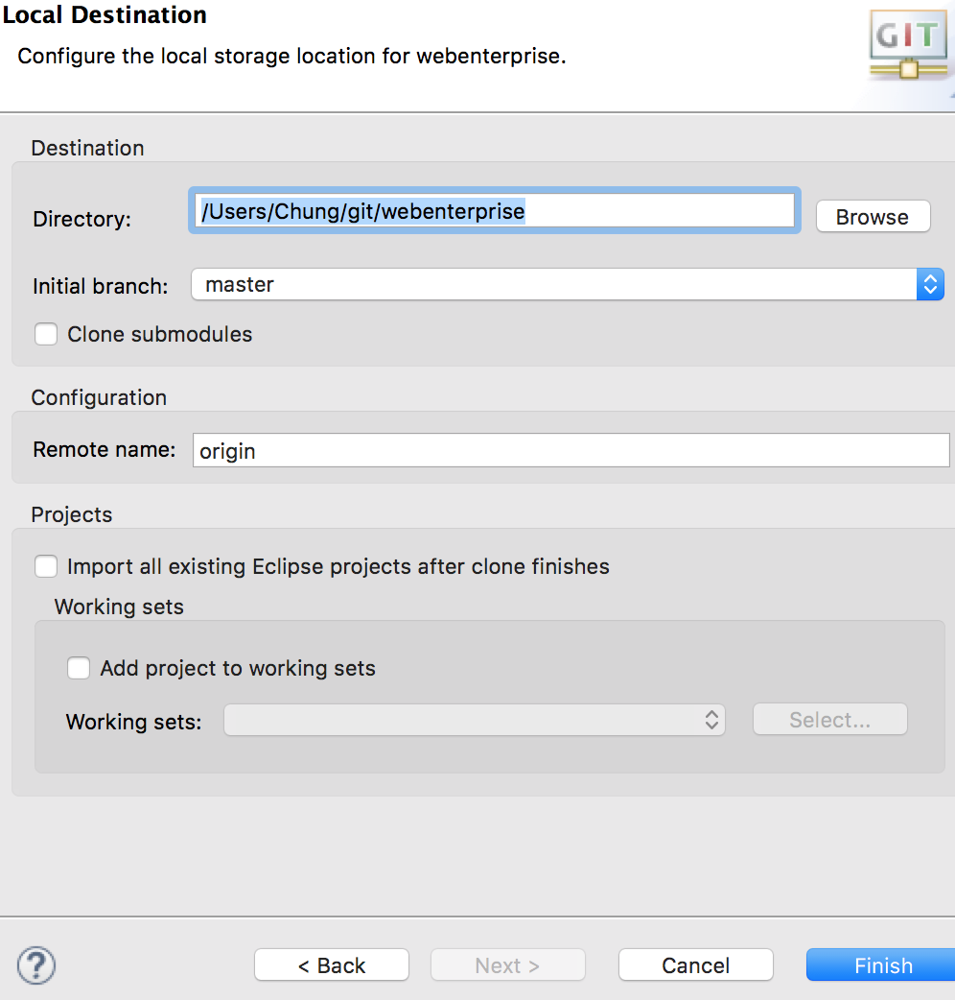 Local Destination
Configure the local storage location for webenterprise.
GIT
Destination
Directory: /Users/Chung/git/webenterprise Browse
Initial branch: master
Clone submodules
Configuration
Remote name: origin
Projects
Import all existing Eclipse projects after clone finishes
Working sets
Add project to working sets
Working sets: Select...
? < Back Next > Cancel Finish